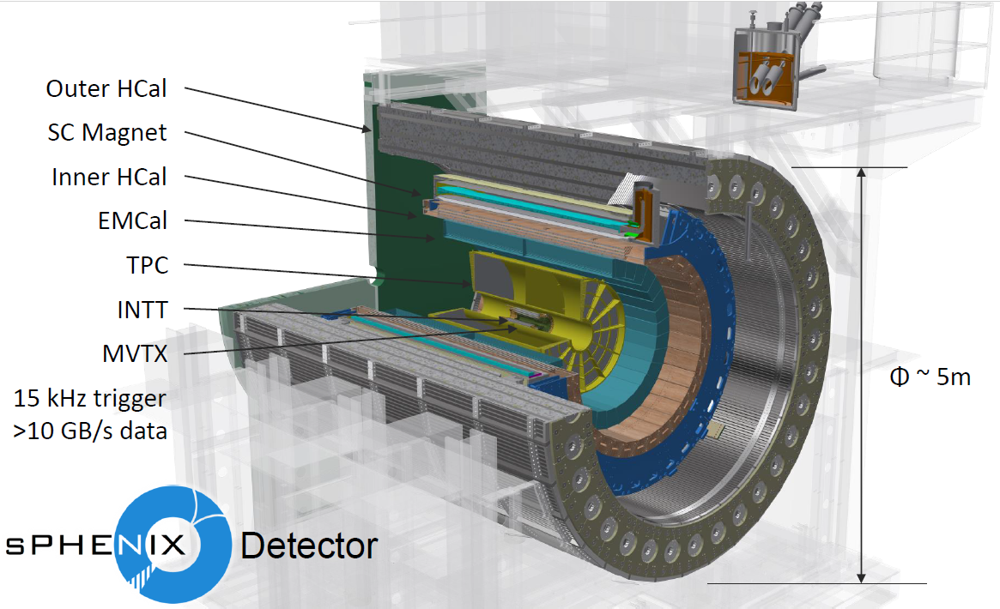 Outer HCal
SC Magnet
Inner HCal
EMCal
TPC
INTT
MVTX
15 kHz trigger
>10 GB/s data
Φ ~ 5m
sPHENIX Detector